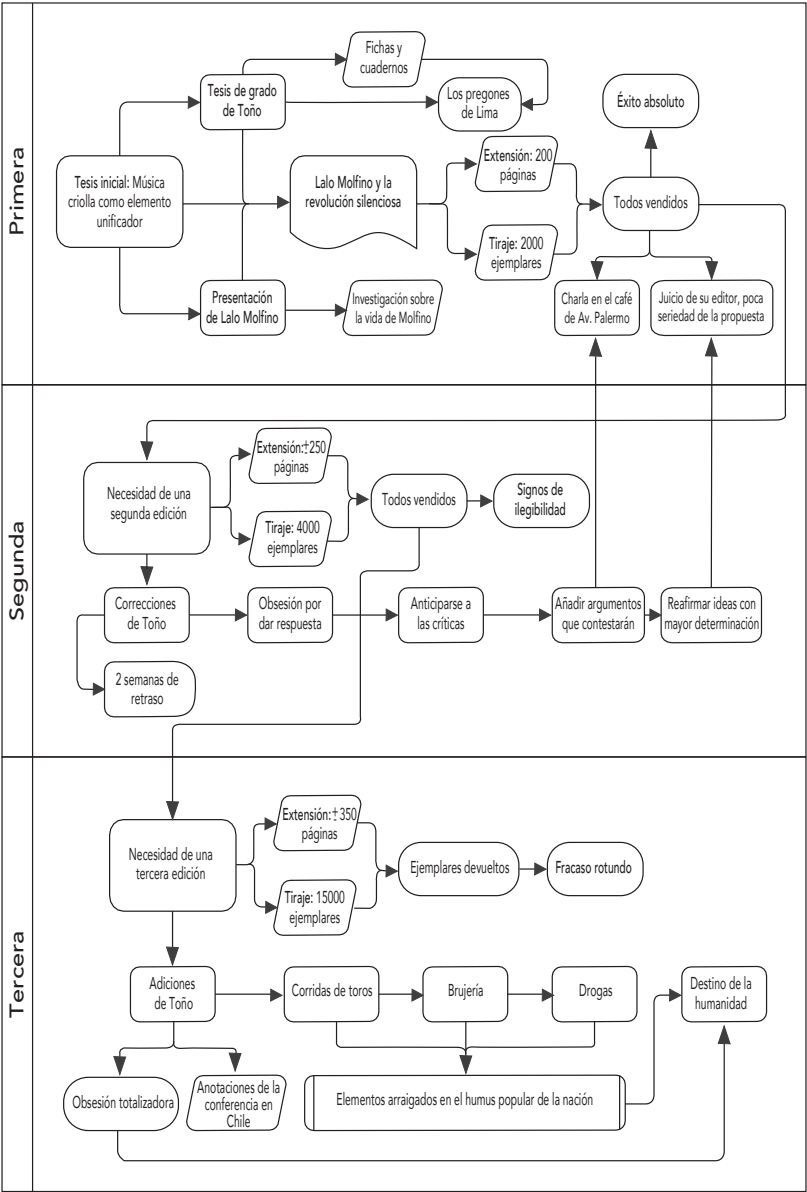 Primera
Fichas y
cuadernos
Tesis de grado
de Toño
Los pregones
de Lima
Éxito absoluto
Tesis inicial: Música
criolla como elemento
unificador
Lalo Molfino y la
revolución silenciosa
Extensión: 200
páginas
Tiraje: 2000
ejemplares
Todos vendidos
Presentación
de Lalo Molfino
Investigación sobre
la vida de Molfino
Charla en el café
de Av. Palermo
Juicio de su editor, poca
seriedad de la propuesta
Segunda
Necesidad de una
segunda edición
Extensión:±250
páginas
Tiraje: 4000
ejemplares
Todos vendidos
Signos de
ilegibilidad
Correcciones
de Toño
Obsesión por
dar respuesta
Anticiparse a
las críticas
Añadir argumentos
que contestarán
Reafirmar ideas con
mayor determinación
2 semanas de
retraso
Tercera
Necesidad de una
tercera edición
Extensión:±350
páginas
Tiraje: 15000
ejemplares
Ejemplares devueltos
Fracaso rotundo
Adiciones
de Toño
Corridas de toros
Brujería
Drogas
Destino de la
humanidad
Obsesión totalizadora
Anotaciones de la
conferencia en
Chile
Elementos arraigados en el humus popular de la nación